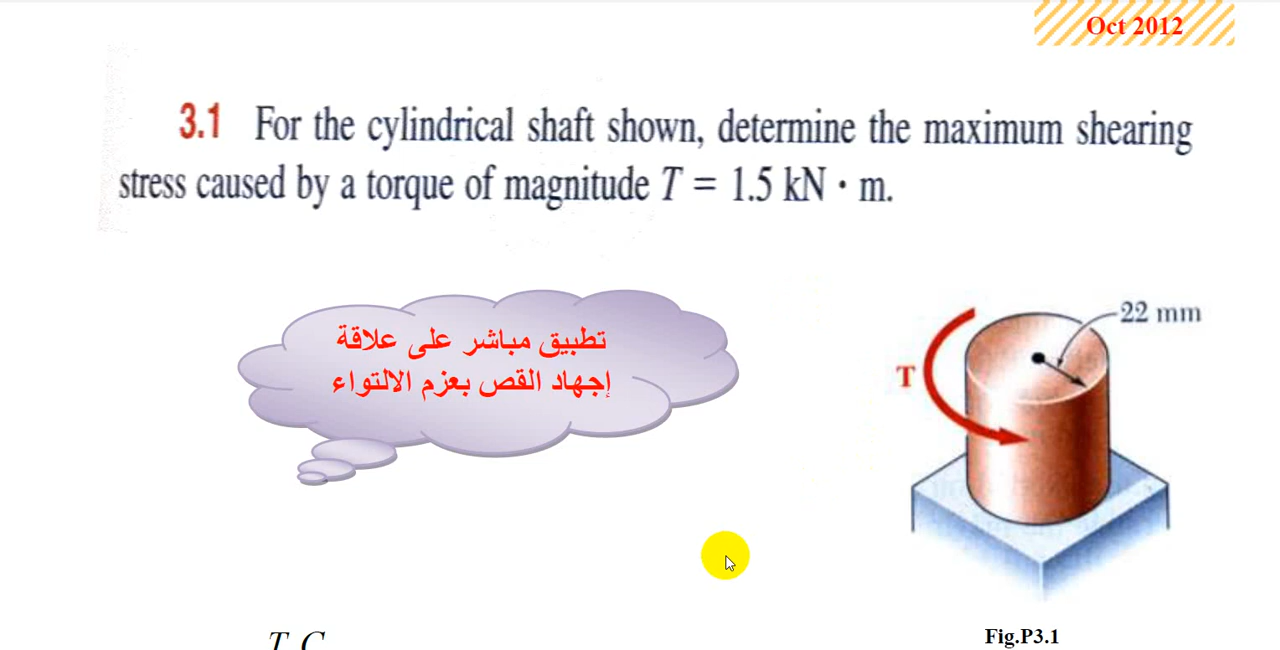 Oct 2012
3.1 For the cylindrical shaft shown, determine the maximum shearing
stress caused by a torque of magnitude T = 1.5 kN · m.
تطبيق مباشر على علاقة
إجهاد القص بعزم الالتواء
22 mm
T
Fig.P3.1
T C